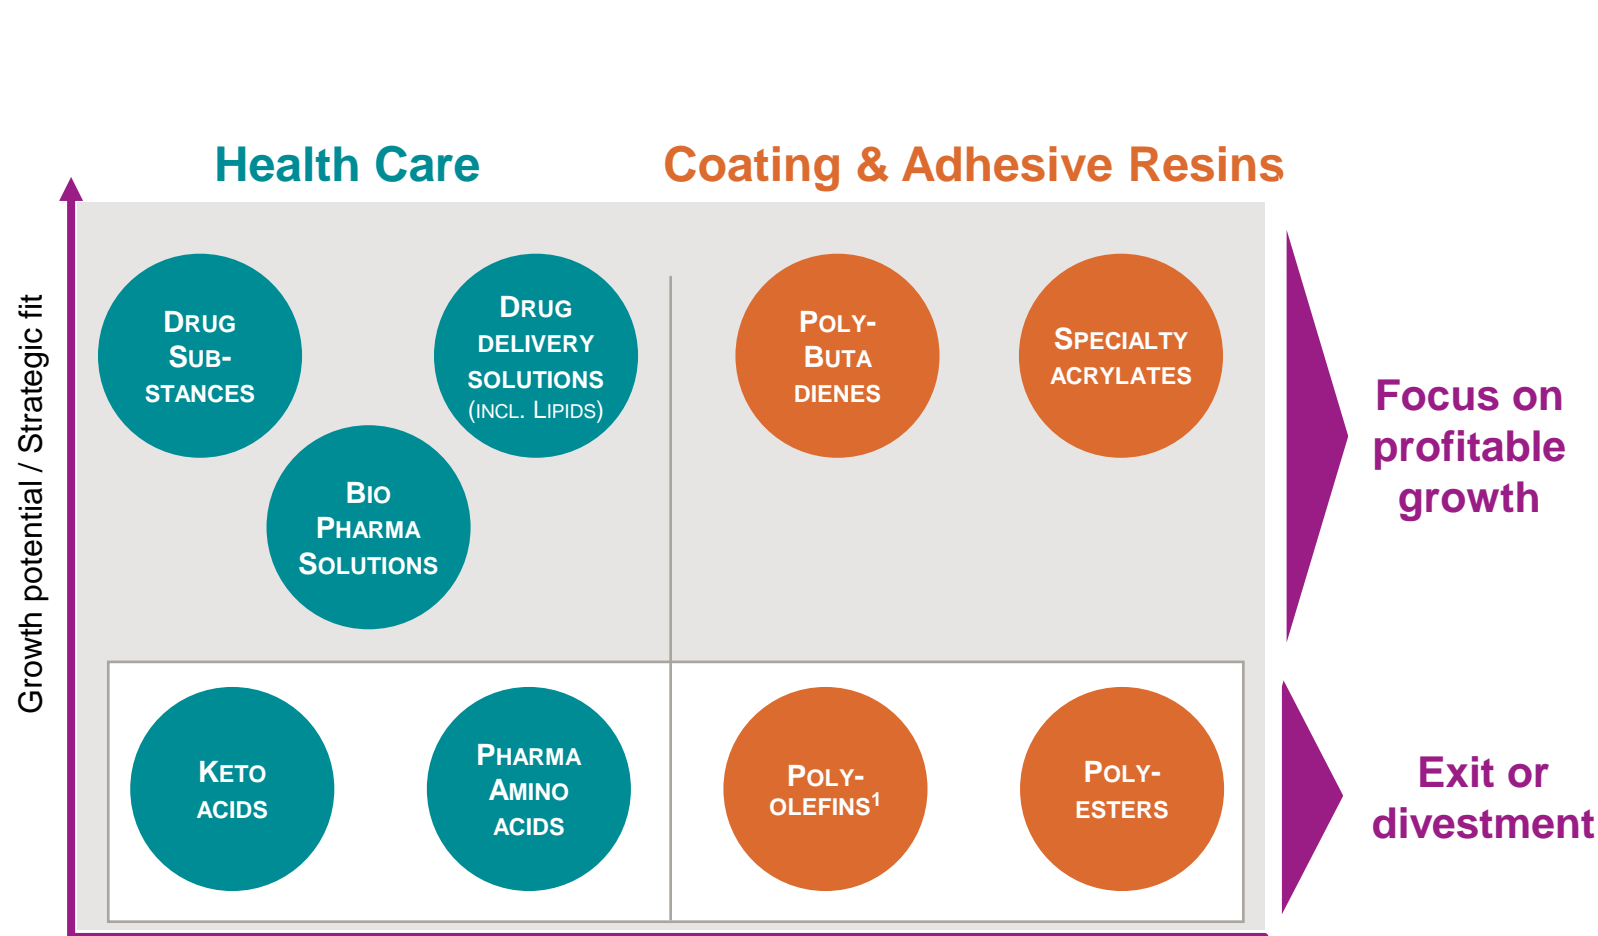 Health Care
Coating & Adhesive Resins
Growth potential / Strategic fit
DRUG
SUB-
STANCES
DRUG
DELIVERY
SOLUTIONS
(INCL. LIPIDS)
BIO
PHARMA
SOLUTIONS
POLY-
BUTA
DIENES
SPECIALTY
ACRYLATES
Focus on
profitable
growth
KETO
ACIDS
PHARMA
AMINO
ACIDS
POLY-
OLEFINS¹
POLY-
ESTERS
Exit or
divestment